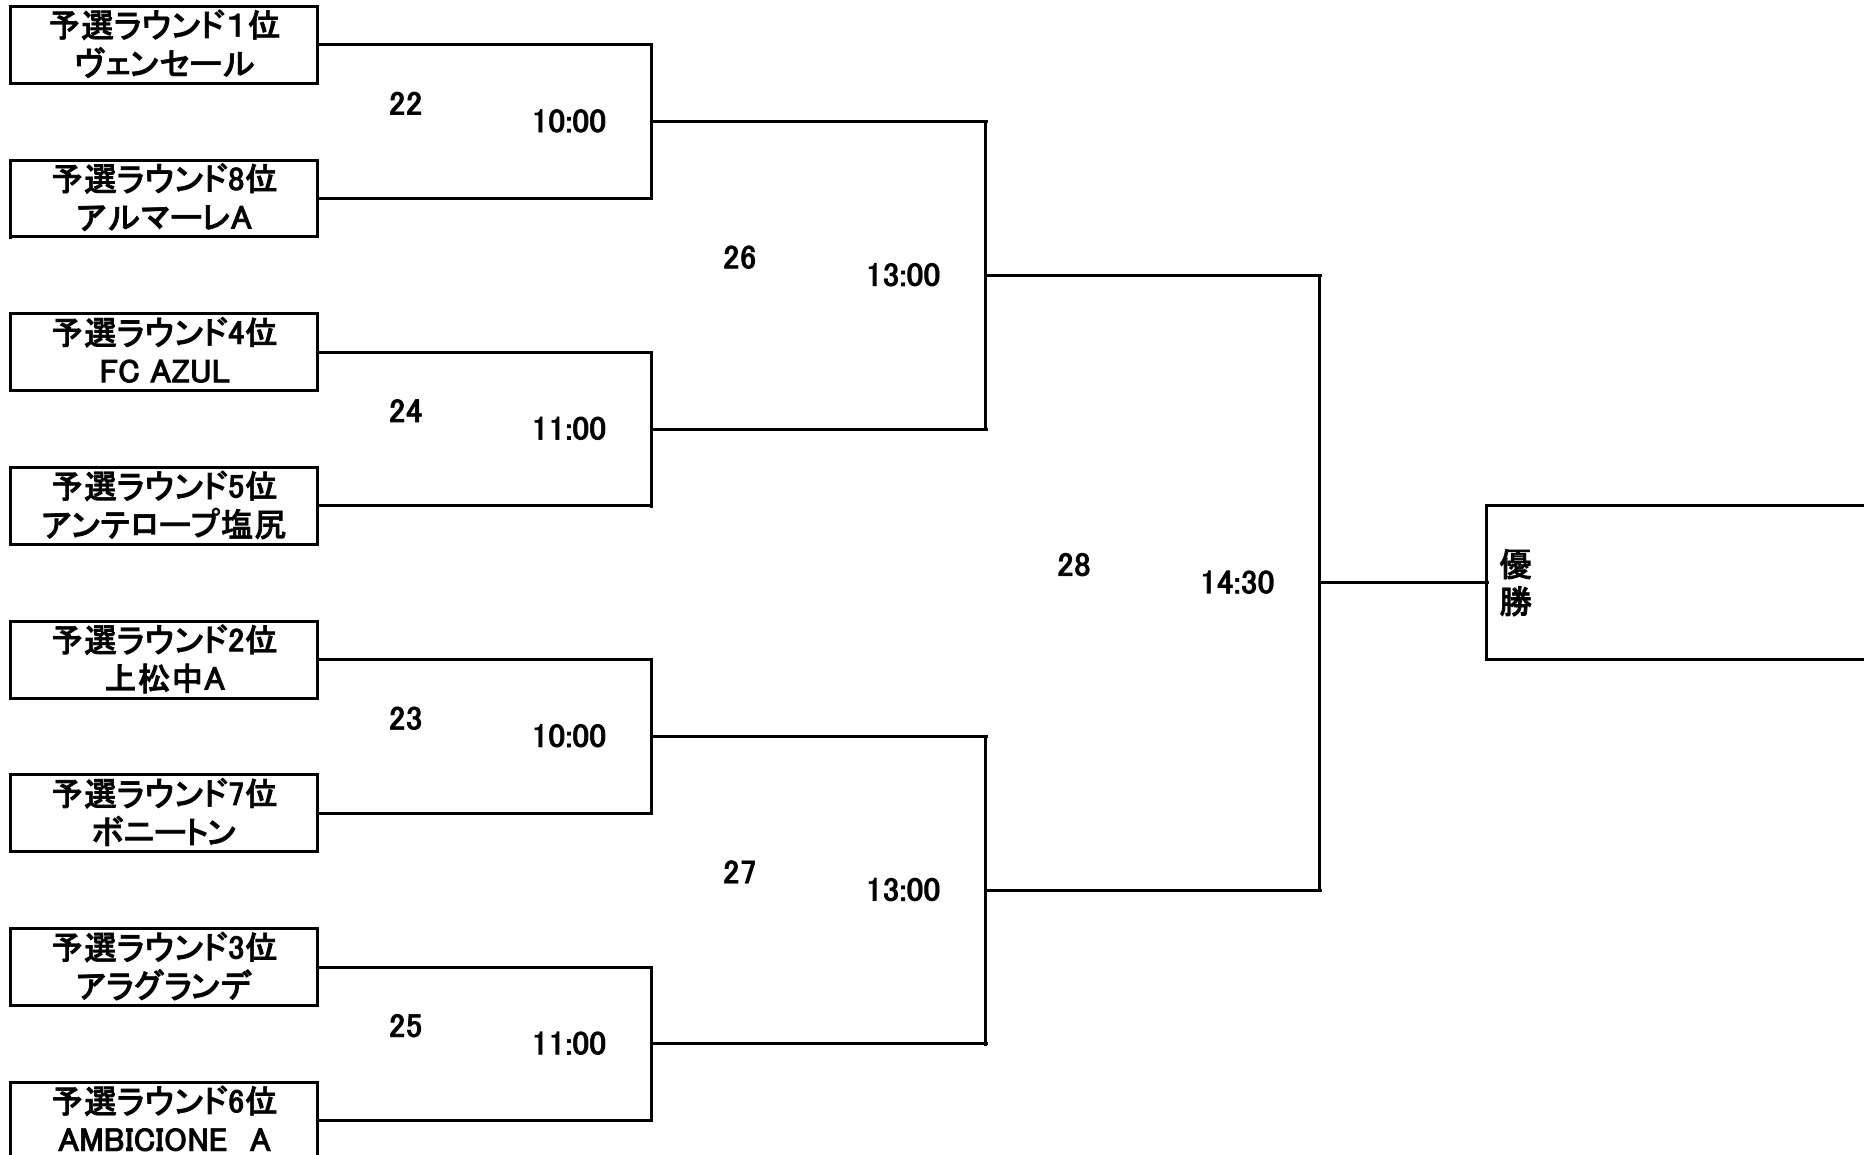 予選ラウンド１位
ヴェンセール
22
10:00
予選ラウンド8位
アルマーレA
26
13:00
予選ラウンド4位
FC AZUL
24
11:00
予選ラウンド5位
アンテロープ塩尻
28
14:30
優
勝
予選ラウンド2位
上松中A
23
10:00
予選ラウンド7位
ボニートン
27
13:00
予選ラウンド3位
アラグランデ
25
11:00
予選ラウンド6位
AMBICIONE　A